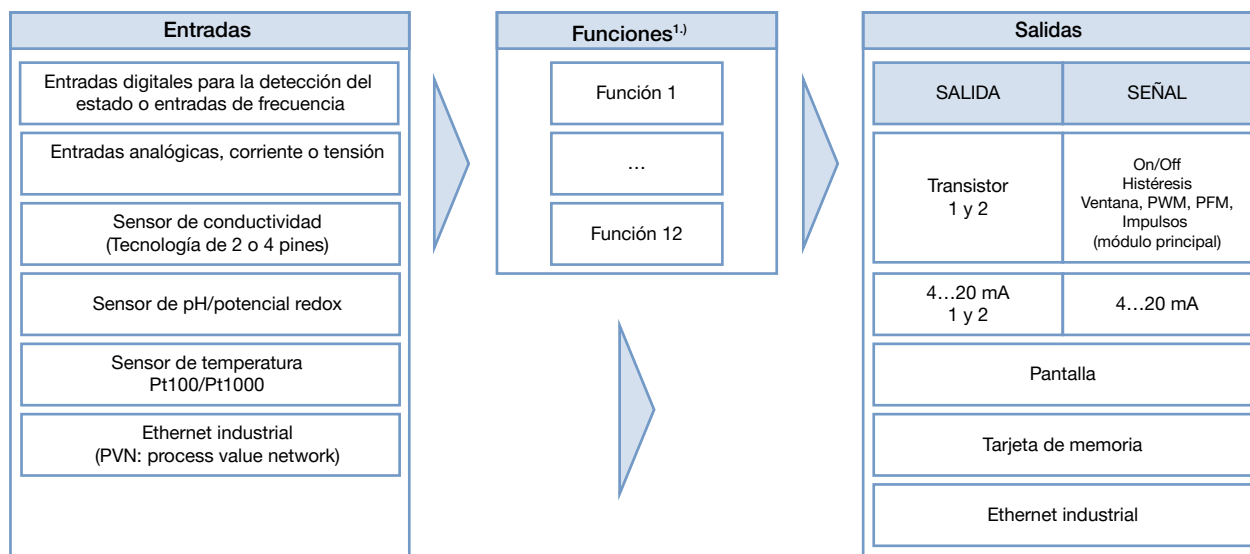 Entradas
Entradas digitales para la detección del
estado o entradas de frecuencia
Entradas analógicas, corriente o tensión
Sensor de conductividad
(Tecnología de 2 o 4 pines)
Sensor de pH/potencial redox
Sensor de temperatura
Pt100/Pt1000
Ethernet industrial
(PVN: process value network)
Funciones¹·⁾
Función 1
…
Función 12
Salidas
SALIDA
SEÑAL
Transistor
1 y 2
On/Off
Histéresis
Ventana, PWM, PFM,
Impulsos
(módulo principal)
4…20 mA
1 y 2
4…20 mA
Pantalla
Tarjeta de memoria
Ethernet industrial